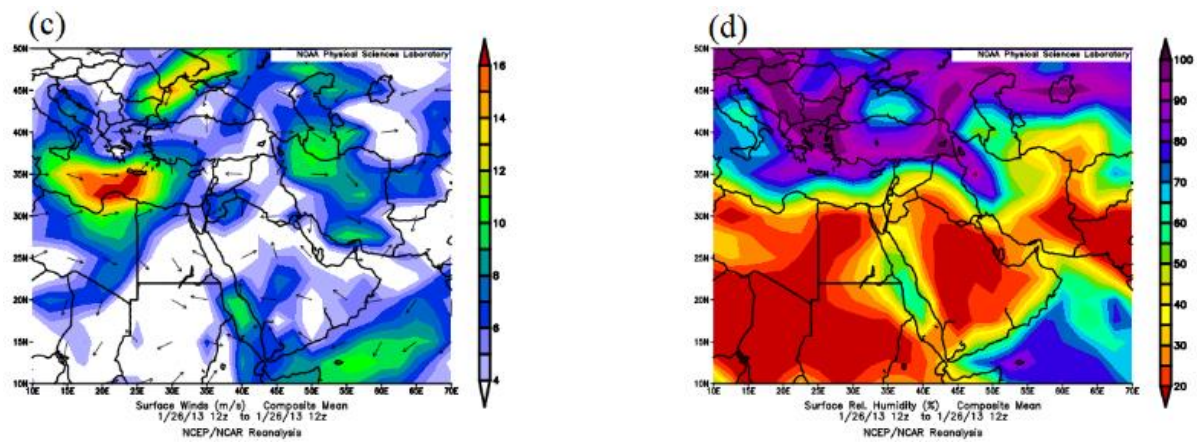 (c)
NOAA Physical Sciences Laboratory
50N
45N
40N
35N
30N
25N
20N
15N
10N
10E 15E 20E 25E 30E 35E 40E 45E 50E 55E 60E 65E 70E
16
14
12
10
8
6
4
Surface Winds (m/s) Composite Mean
1/26/13 12z to 1/26/13 12z
NCEP/NCAR Reanalysis
(d)
NOAA Physical Sciences Laboratory
50N
45N
40N
35N
30N
25N
20N
15N
10N
10E 15E 20E 25E 30E 35E 40E 45E 50E 55E 60E 65E 70E
100
90
80
70
60
50
40
30
20
Surface Rel. Humidity (%) Composite Mean
1/26/13 12z to 1/26/13 12z
NCEP/NCAR Reanalysis